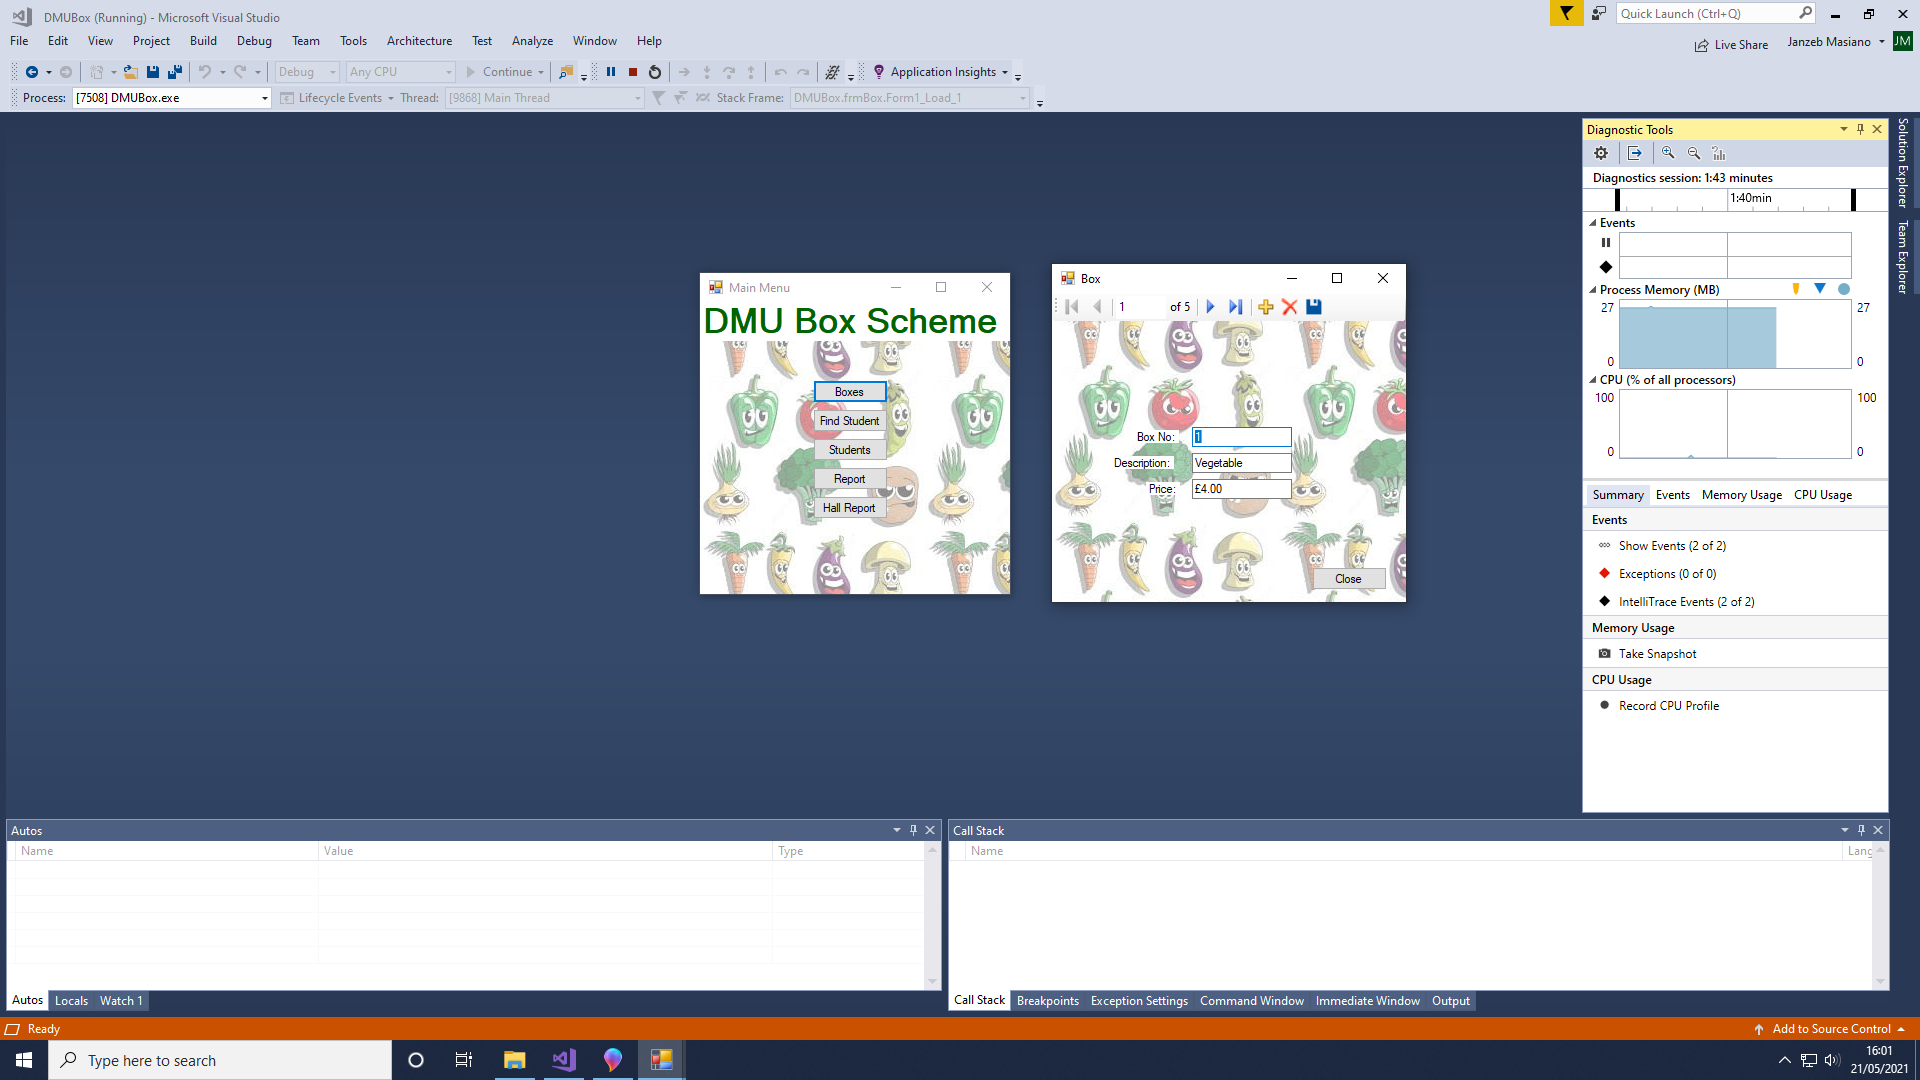 DMUBox (Running) - Microsoft Visual Studio
Quick Launch (Ctrl+Q)
File Edit View Project Build Debug Team Tools Architecture Test Analyze Window Help
Live Share Janzeb Masiano JM
Debug Any CPU Continue Application Insights
Process: [7508] DMUBox.exe Lifecycle Events Thread: [9868] Main Thread Stack Frame: DMUBox.frmBox.Form1_Load_1
Main Menu
DMU Box Scheme
Boxes
Find Student
Students
Report
Hall Report
Box
1 of 5
Box No: 1
Description: Vegetable
Price: £4.00
Close
Diagnostic Tools
Diagnostics session: 1:43 minutes
1:40min
Events
Process Memory (MB)
27 27
0 0
CPU (% of all processors)
100 100
0 0
Summary Events Memory Usage CPU Usage
Events
Show Events (2 of 2)
Exceptions (0 of 0)
IntelliTrace Events (2 of 2)
Memory Usage
Take Snapshot
CPU Usage
Record CPU Profile
Solution Explorer
Team Explorer
Autos
Name Value Type
Autos Locals Watch 1
Call Stack
Name Lang
Call Stack Breakpoints Exception Settings Command Window Immediate Window Output
Ready
Add to Source Control
Type here to search
16:01
21/05/2021